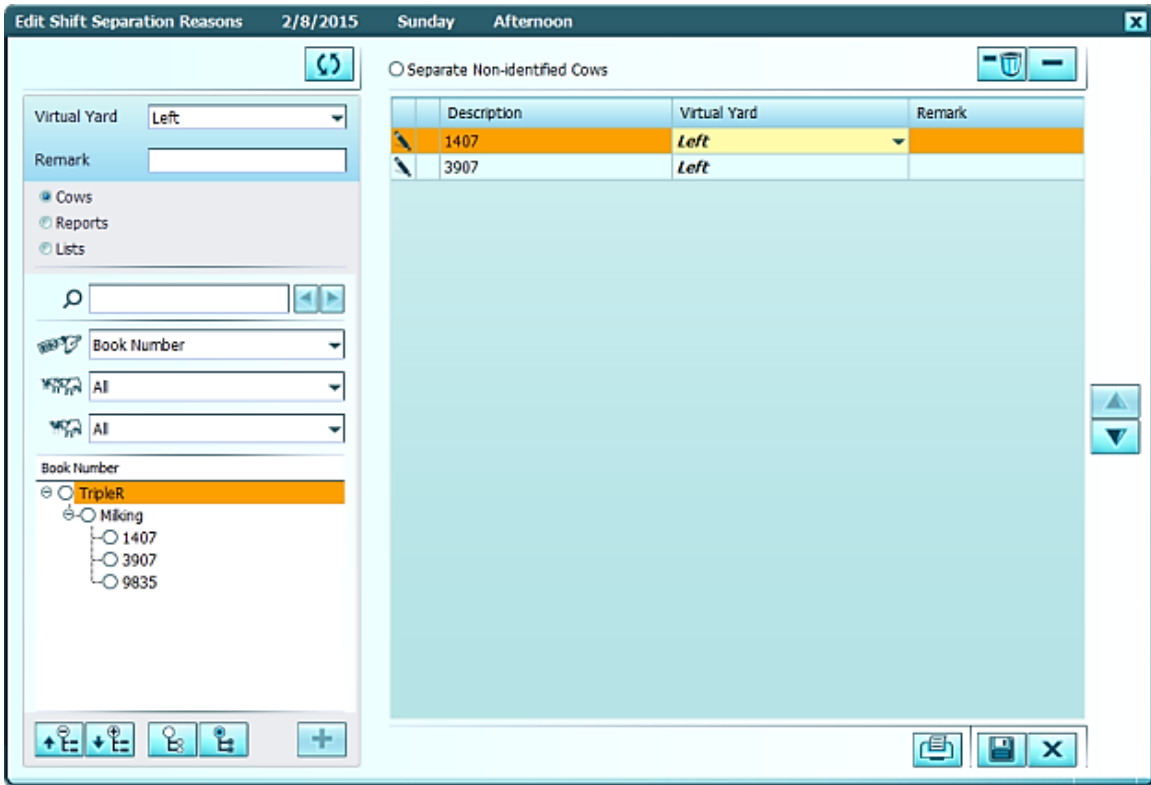 Edit Shift Separation Reasons 2/8/2015 Sunday Afternoon
Separate Non-identified Cows
Virtual Yard Left
Remark
Cows
Reports
Lists
Book Number
All
All
Book Number
TripleR
Milking
1407
3907
9835
Description Virtual Yard Remark
1407 Left
3907 Left